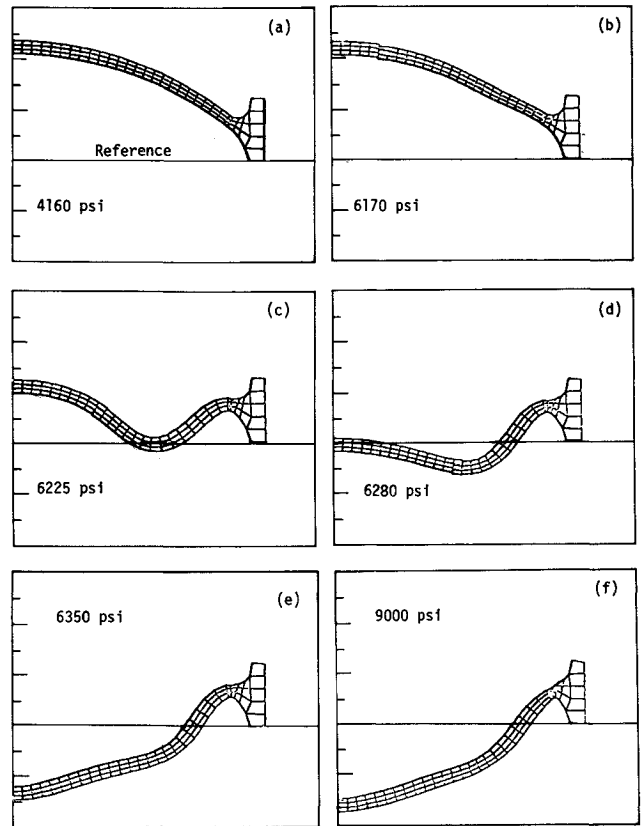 (a)
Reference
4160 psi
(b)
6170 psi
(c)
6225 psi
(d)
6280 psi
(e)
6350 psi
(f)
9000 psi